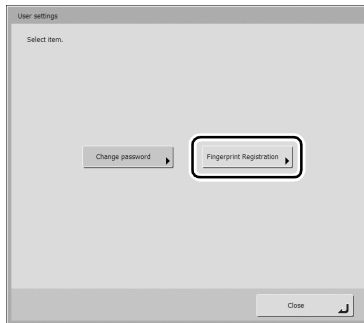 User settings
Select item.
Change password
Fingerprint Registration
Close